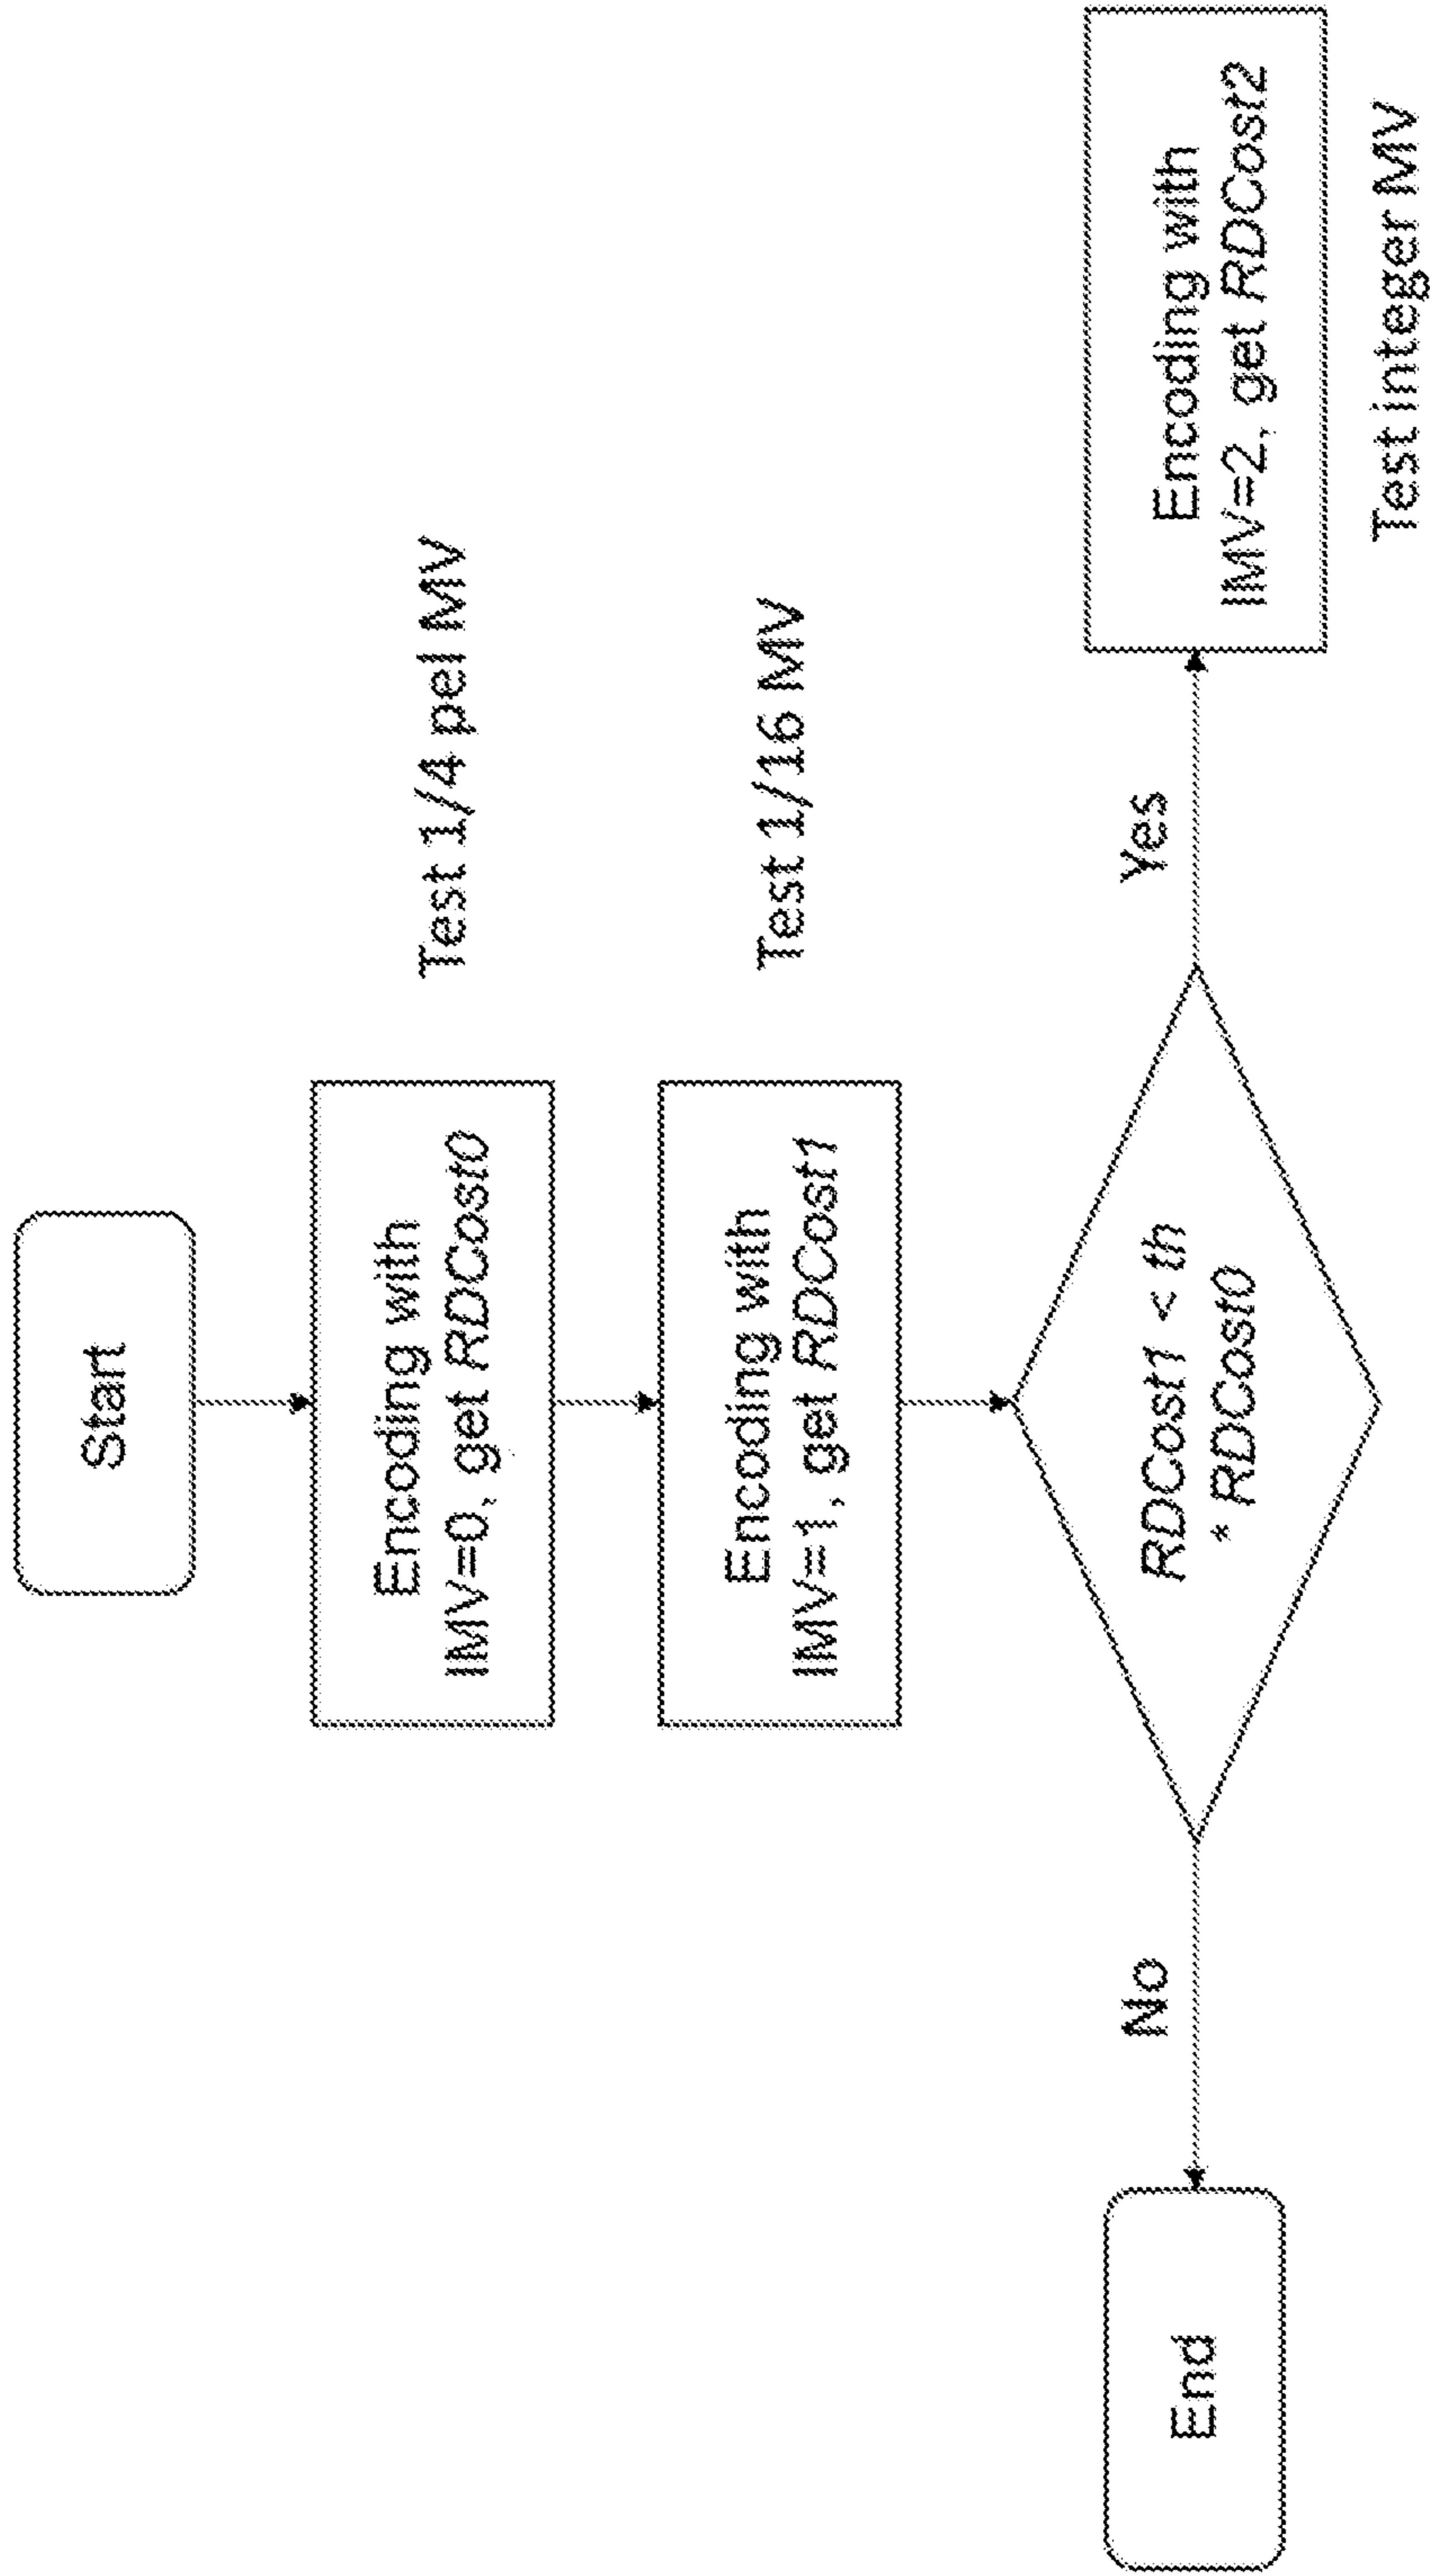 Start
Encoding with
IMV=0, get RDCost0
Test 1/4 pel MV
Encoding with
IMV=1, get RDCost1
Test 1/16 MV
RDCost1 < th
* RDCost0
No
Yes
End
Encoding with
IMV=2, get RDCost2
Test integer MV